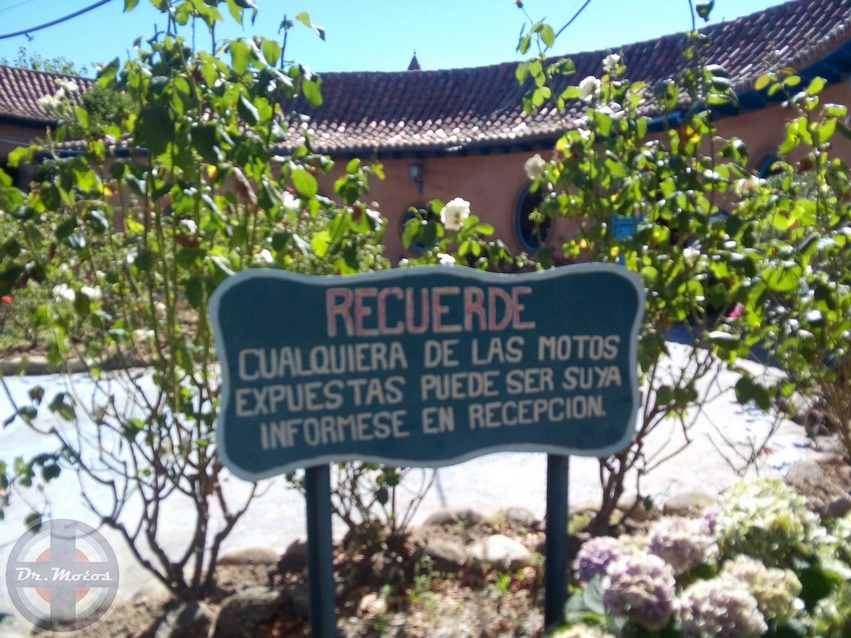 RECUERDE
CUALQUIERA DE LAS MOTOS
EXPUESTAS PUEDE SER SUYA
INFORMESE EN RECEPCION.
Dr. Motos